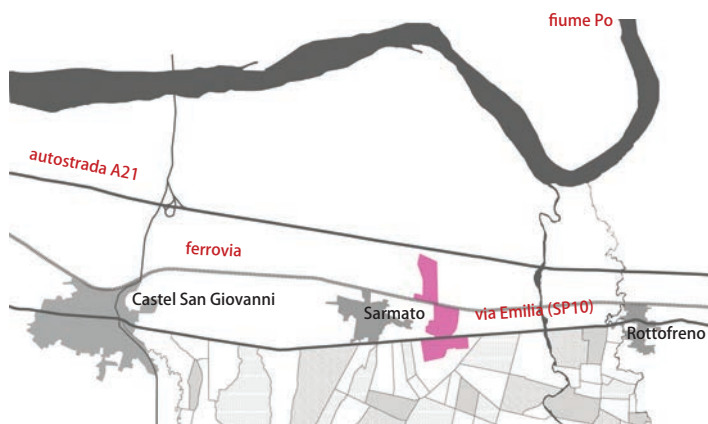 fiume Po
autostrada A21
ferrovia
Castel San Giovanni
Sarmato
via Emilia (SP10)
Rottofreno